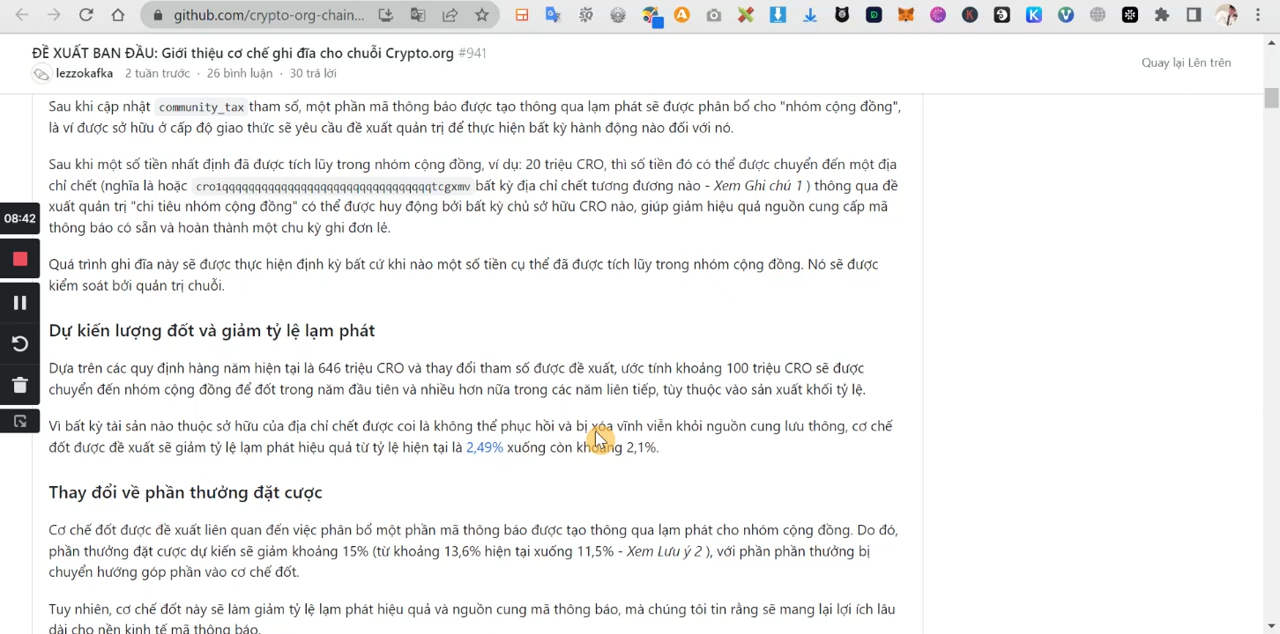 github.com/crypto-org-chain...
ĐỀ XUẤT BAN ĐẦU: Giới thiệu cơ chế ghi đĩa cho chuỗi Crypto.org #941
lezzokafka 2 tuần trước · 26 bình luận · 30 trả lời
Quay lại Lên trên
Sau khi cập nhật community_tax tham số, một phần mã thông báo được tạo thông qua lạm phát sẽ được phân bổ cho "nhóm cộng đồng",
là ví được sở hữu ở cấp độ giao thức sẽ yêu cầu đề xuất quản trị để thực hiện bất kỳ hành động nào đối với nó.
Sau khi một số tiền nhất định đã được tích lũy trong nhóm cộng đồng, ví dụ: 20 triệu CRO, thì số tiền đó có thể được chuyển đến một địa
chỉ chết (nghĩa là hoặc bất kỳ địa chỉ chết tương đương nào - Xem Ghi chú 1 ) thông qua đề
xuất quản trị "chi tiêu nhóm cộng đồng" có thể được huy động bởi bất kỳ chủ sở hữu CRO nào, giúp giảm hiệu quả nguồn cung cấp mã
thông báo có sẵn và hoàn thành một chu kỳ ghi đơn lẻ.
08:42
Quá trình ghi đĩa này sẽ được thực hiện định kỳ bất cứ khi nào một số tiền cụ thể đã được tích lũy trong nhóm cộng đồng. Nó sẽ được
kiểm soát bởi quản trị chuỗi.
Dự kiến lượng đốt và giảm tỷ lệ lạm phát
Dựa trên các quy định hàng năm hiện tại là 646 triệu CRO và thay đổi tham số được đề xuất, ước tính khoảng 100 triệu CRO sẽ được
chuyển đến nhóm cộng đồng để đốt trong năm đầu tiên và nhiều hơn nữa trong các năm liên tiếp, tùy thuộc vào sản xuất khối tỷ lệ.
Vì bất kỳ tài sản nào thuộc sở hữu của địa chỉ chết được coi là không thể phục hồi và bị xóa vĩnh viễn khỏi nguồn cung lưu thông, cơ chế
đốt được đề xuất sẽ giảm tỷ lệ lạm phát hiệu quả từ tỷ lệ hiện tại là 2,49% xuống còn khoảng 2,1%.
Thay đổi về phần thưởng đặt cược
Cơ chế đốt được đề xuất liên quan đến việc phân bổ một phần mã thông báo được tạo thông qua lạm phát cho nhóm cộng đồng. Do đó,
phần thưởng đặt cược dự kiến sẽ giảm khoảng 15% (từ khoảng 13,6% hiện tại xuống 11,5% - Xem Lưu ý 2 ), với phần phần thưởng bị
chuyển hướng góp phần vào cơ chế đốt.
Tuy nhiên, cơ chế đốt này sẽ làm giảm tỷ lệ lạm phát hiệu quả và nguồn cung mã thông báo, mà chúng tôi tin rằng sẽ mang lại lợi ích lâu
dài cho nền kinh tế mã thông báo.